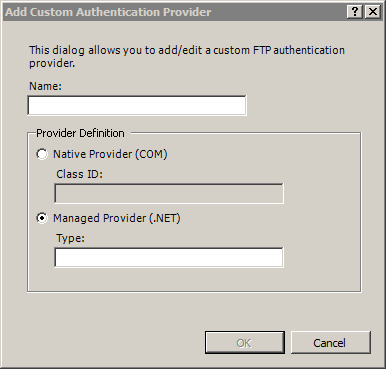 Add Custom Authentication Provider
This dialog allows you to add/edit a custom FTP authentication
provider.
Name:
Provider Definition
Native Provider (COM)
Class ID:
Managed Provider (.NET)
Type:
OK
Cancel